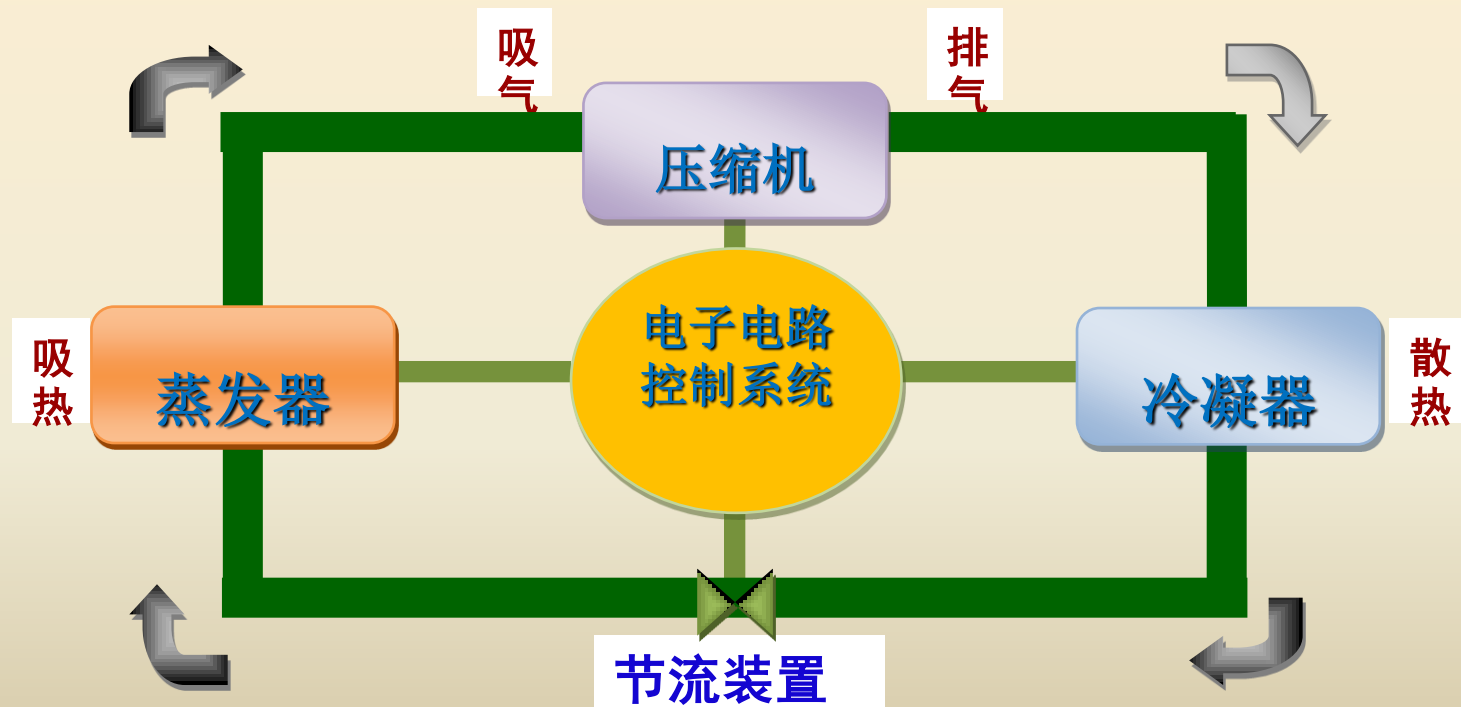 吸
气
排
气
压缩机
电子电路
控制系统
吸
热
蒸发器
冷凝器
散
热
节流装置